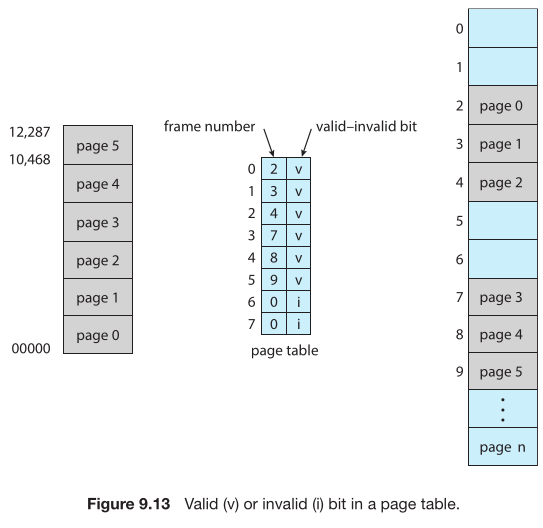 12,287
10,468
00000
page 5
page 4
page 3
page 2
page 1
page 0
frame number
valid–invalid bit
0 2 v
1 3 v
2 4 v
3 7 v
4 8 v
5 9 v
6 0 i
7 0 i
page table
0
1
2 page 0
3 page 1
4 page 2
5
6
7 page 3
8 page 4
9 page 5
page n
Figure 9.13 Valid (v) or invalid (i) bit in a page table.